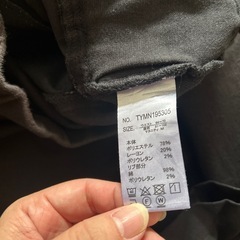 NO. TYMN195305
SIZE
本体
ポリエステル 78%
レーヨン 20%
ポリウレタン 2%
リブ部分
綿 98%
ポリウレタン 2%